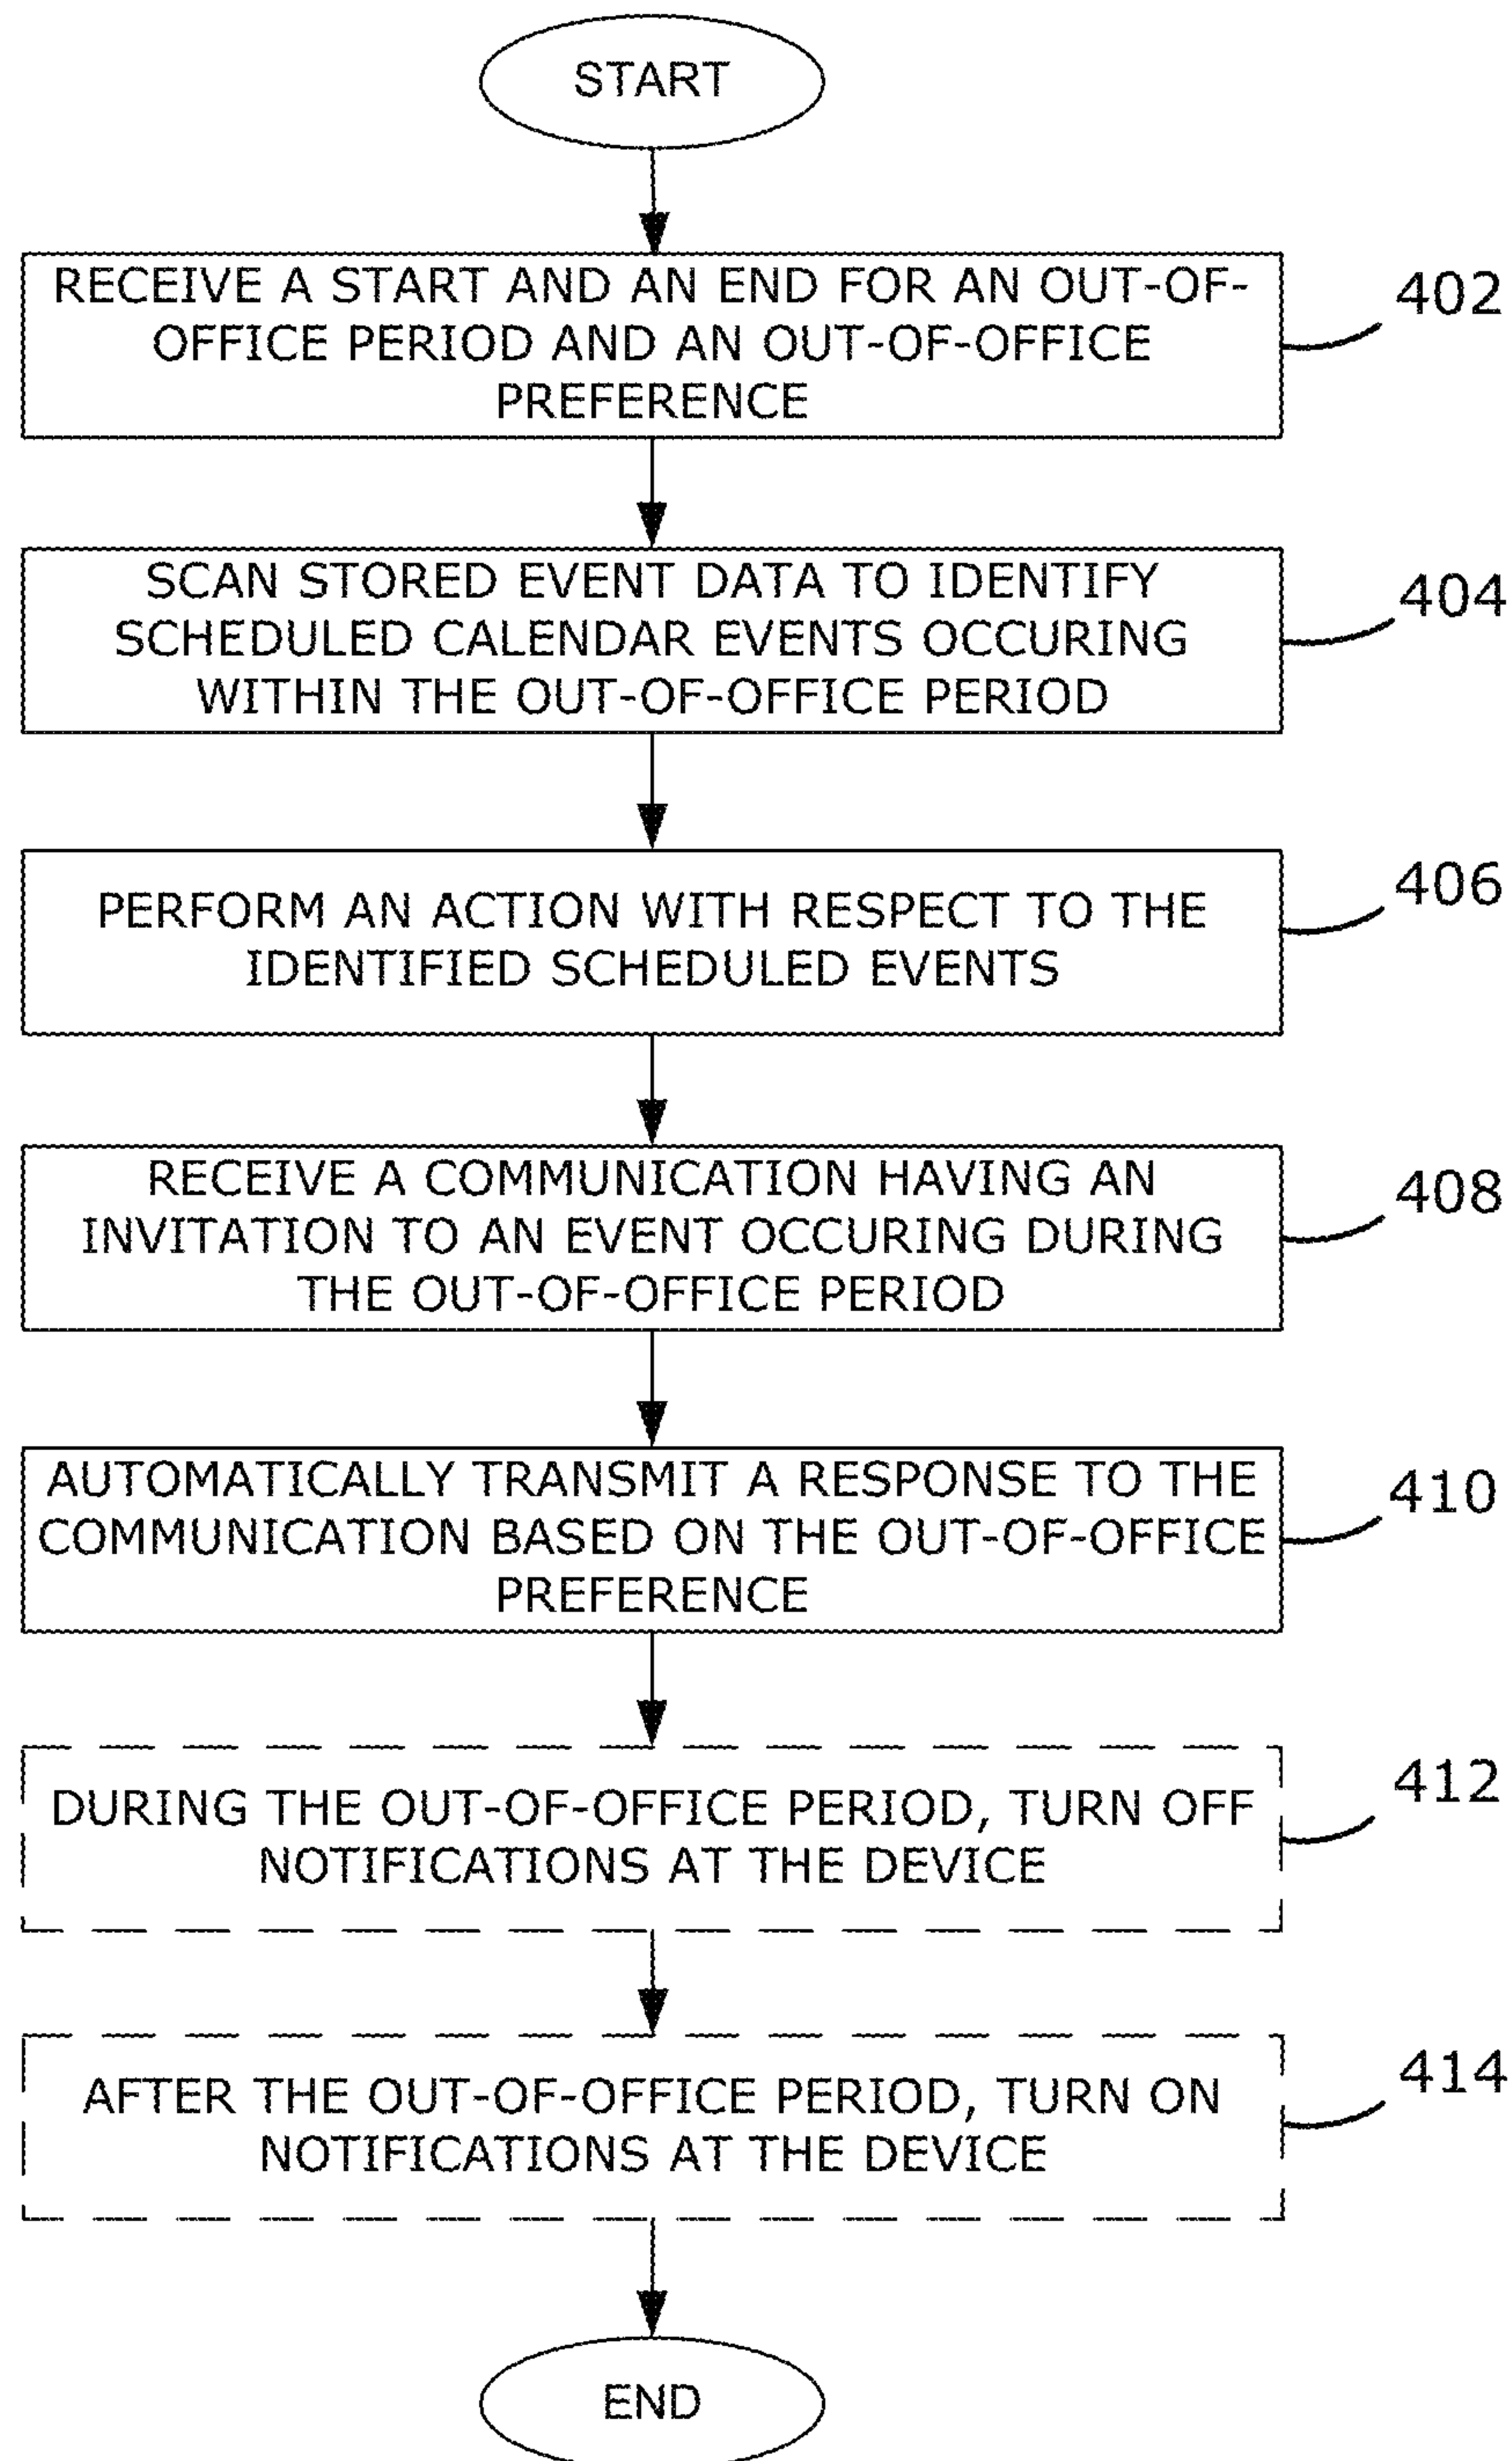 START
RECEIVE A START AND AN END FOR AN OUT-OF-
OFFICE PERIOD AND AN OUT-OF-OFFICE
PREFERENCE
402
SCAN STORED EVENT DATA TO IDENTIFY
SCHEDULED CALENDAR EVENTS OCCURING
WITHIN THE OUT-OF-OFFICE PERIOD
404
PERFORM AN ACTION WITH RESPECT TO THE
IDENTIFIED SCHEDULED EVENTS
406
RECEIVE A COMMUNICATION HAVING AN
INVITATION TO AN EVENT OCCURING DURING
THE OUT-OF-OFFICE PERIOD
408
AUTOMATICALLY TRANSMIT A RESPONSE TO THE
COMMUNICATION BASED ON THE OUT-OF-OFFICE
PREFERENCE
410
DURING THE OUT-OF-OFFICE PERIOD, TURN OFF
NOTIFICATIONS AT THE DEVICE
412
AFTER THE OUT-OF-OFFICE PERIOD, TURN ON
NOTIFICATIONS AT THE DEVICE
414
END